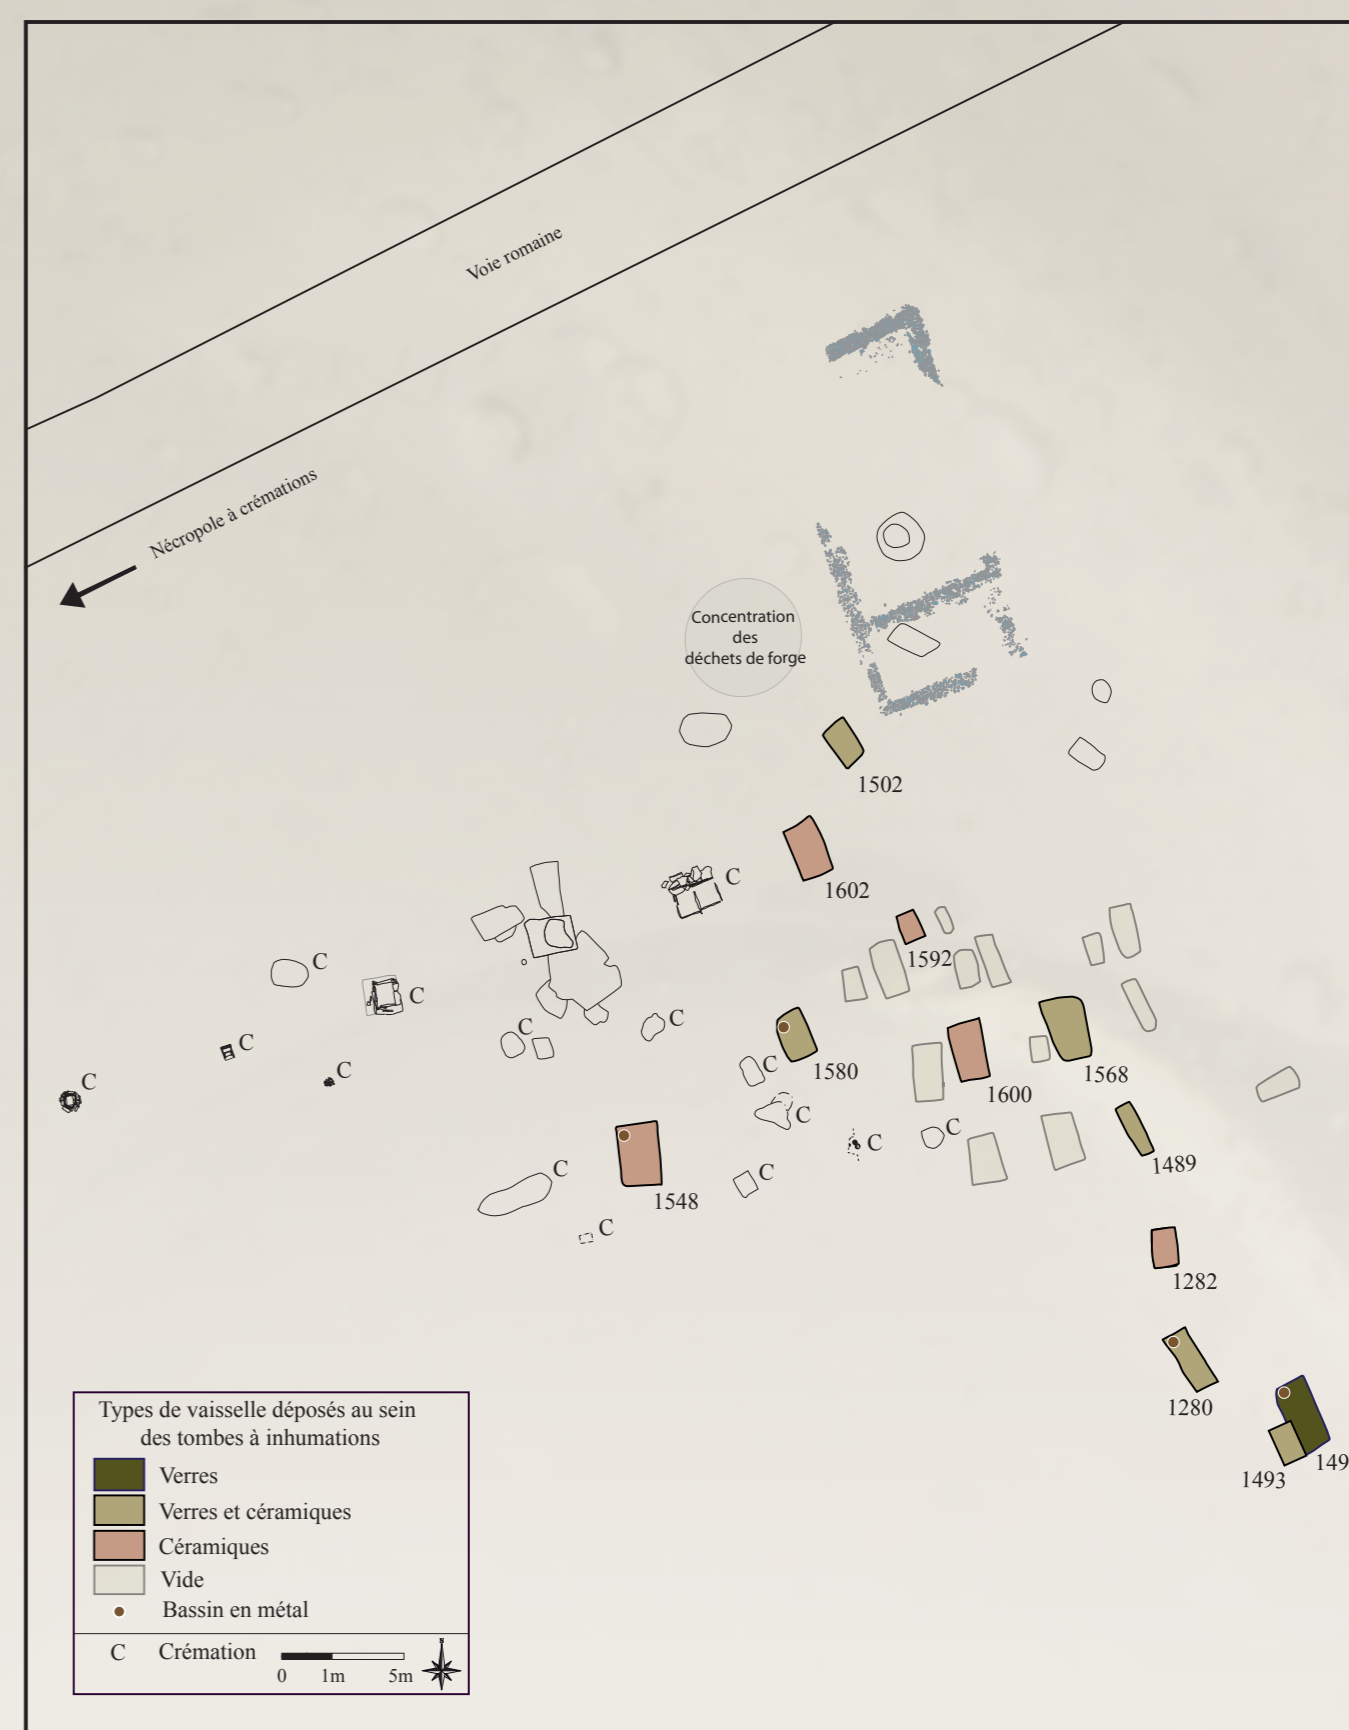 Voie romaine
Nécropole à crémations
Concentration
des
déchets de forge
1502
C
1602
1592
C
C
C
C
C
1580
C
1568
C
C
C
1600
C
C
C
1489
C
C
1548
C
1282
1280
149
1493
Types de vaisselle déposés au sein
des tombes à inhumations
Verres
Verres et céramiques
Céramiques
Vide
Bassin en métal
C Crémation
N
0 1m 5m